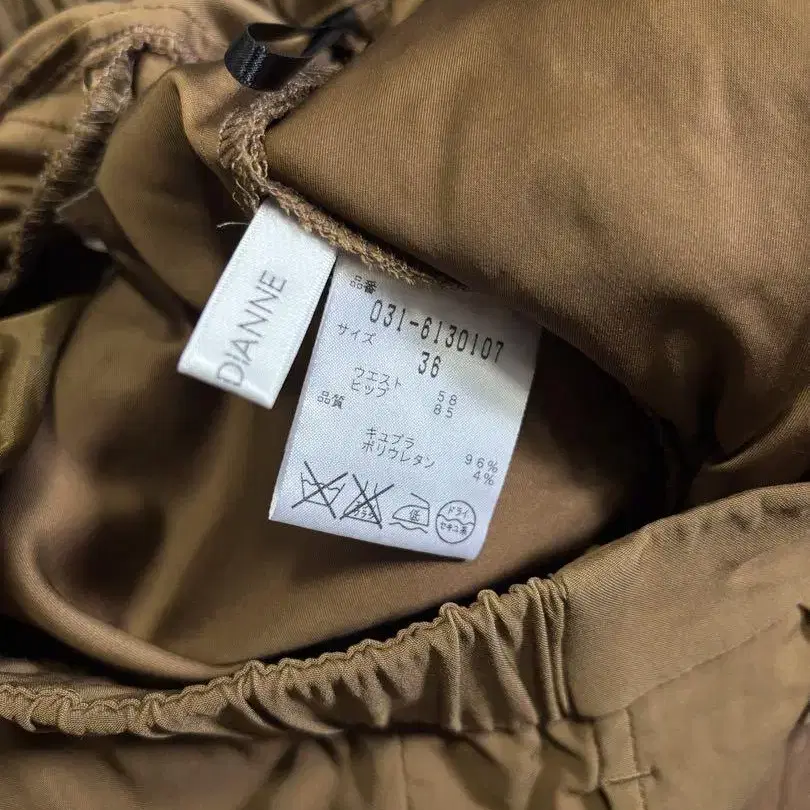 DIANNE
品番
031-6130107
サイズ
36
ウエスト 58
ヒップ 85
品質
キュプラ 96%
ポリウレタン 4%
低
ドライ
セキユ系